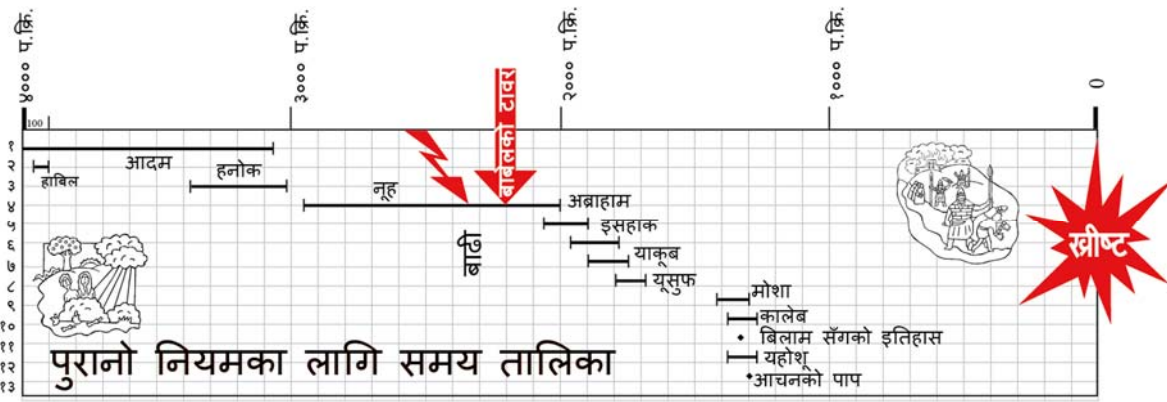 ४००० प.क्रि.
३००० प.क्रि.
२००० प.क्रि.
१००० प.क्रि.
0
100
बाबेलको टावर
१
२
३
४
५
६
७
८
९
१०
११
१२
१३
आदम
हाबिल
हनोक
नूह
अब्राहाम
बाढी
इसहाक
याकूब
यूसुफ
मोशा
कालेब
बिलाम सँगको इतिहास
यहोशू
आचनको पाप
ख्रीष्ट
पुरानो नियमका लागि समय तालिका